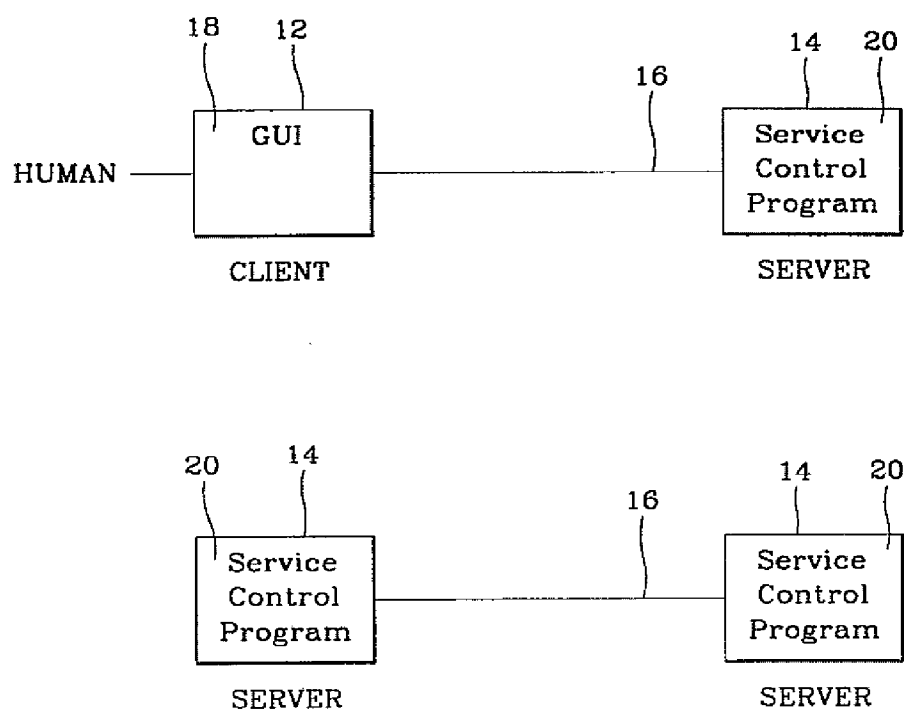 18 12 16 14 20
GUI
HUMAN
Service
Control
Program
CLIENT
SERVER
20 14 16 14 20
Service
Control
Program
Service
Control
Program
SERVER
SERVER